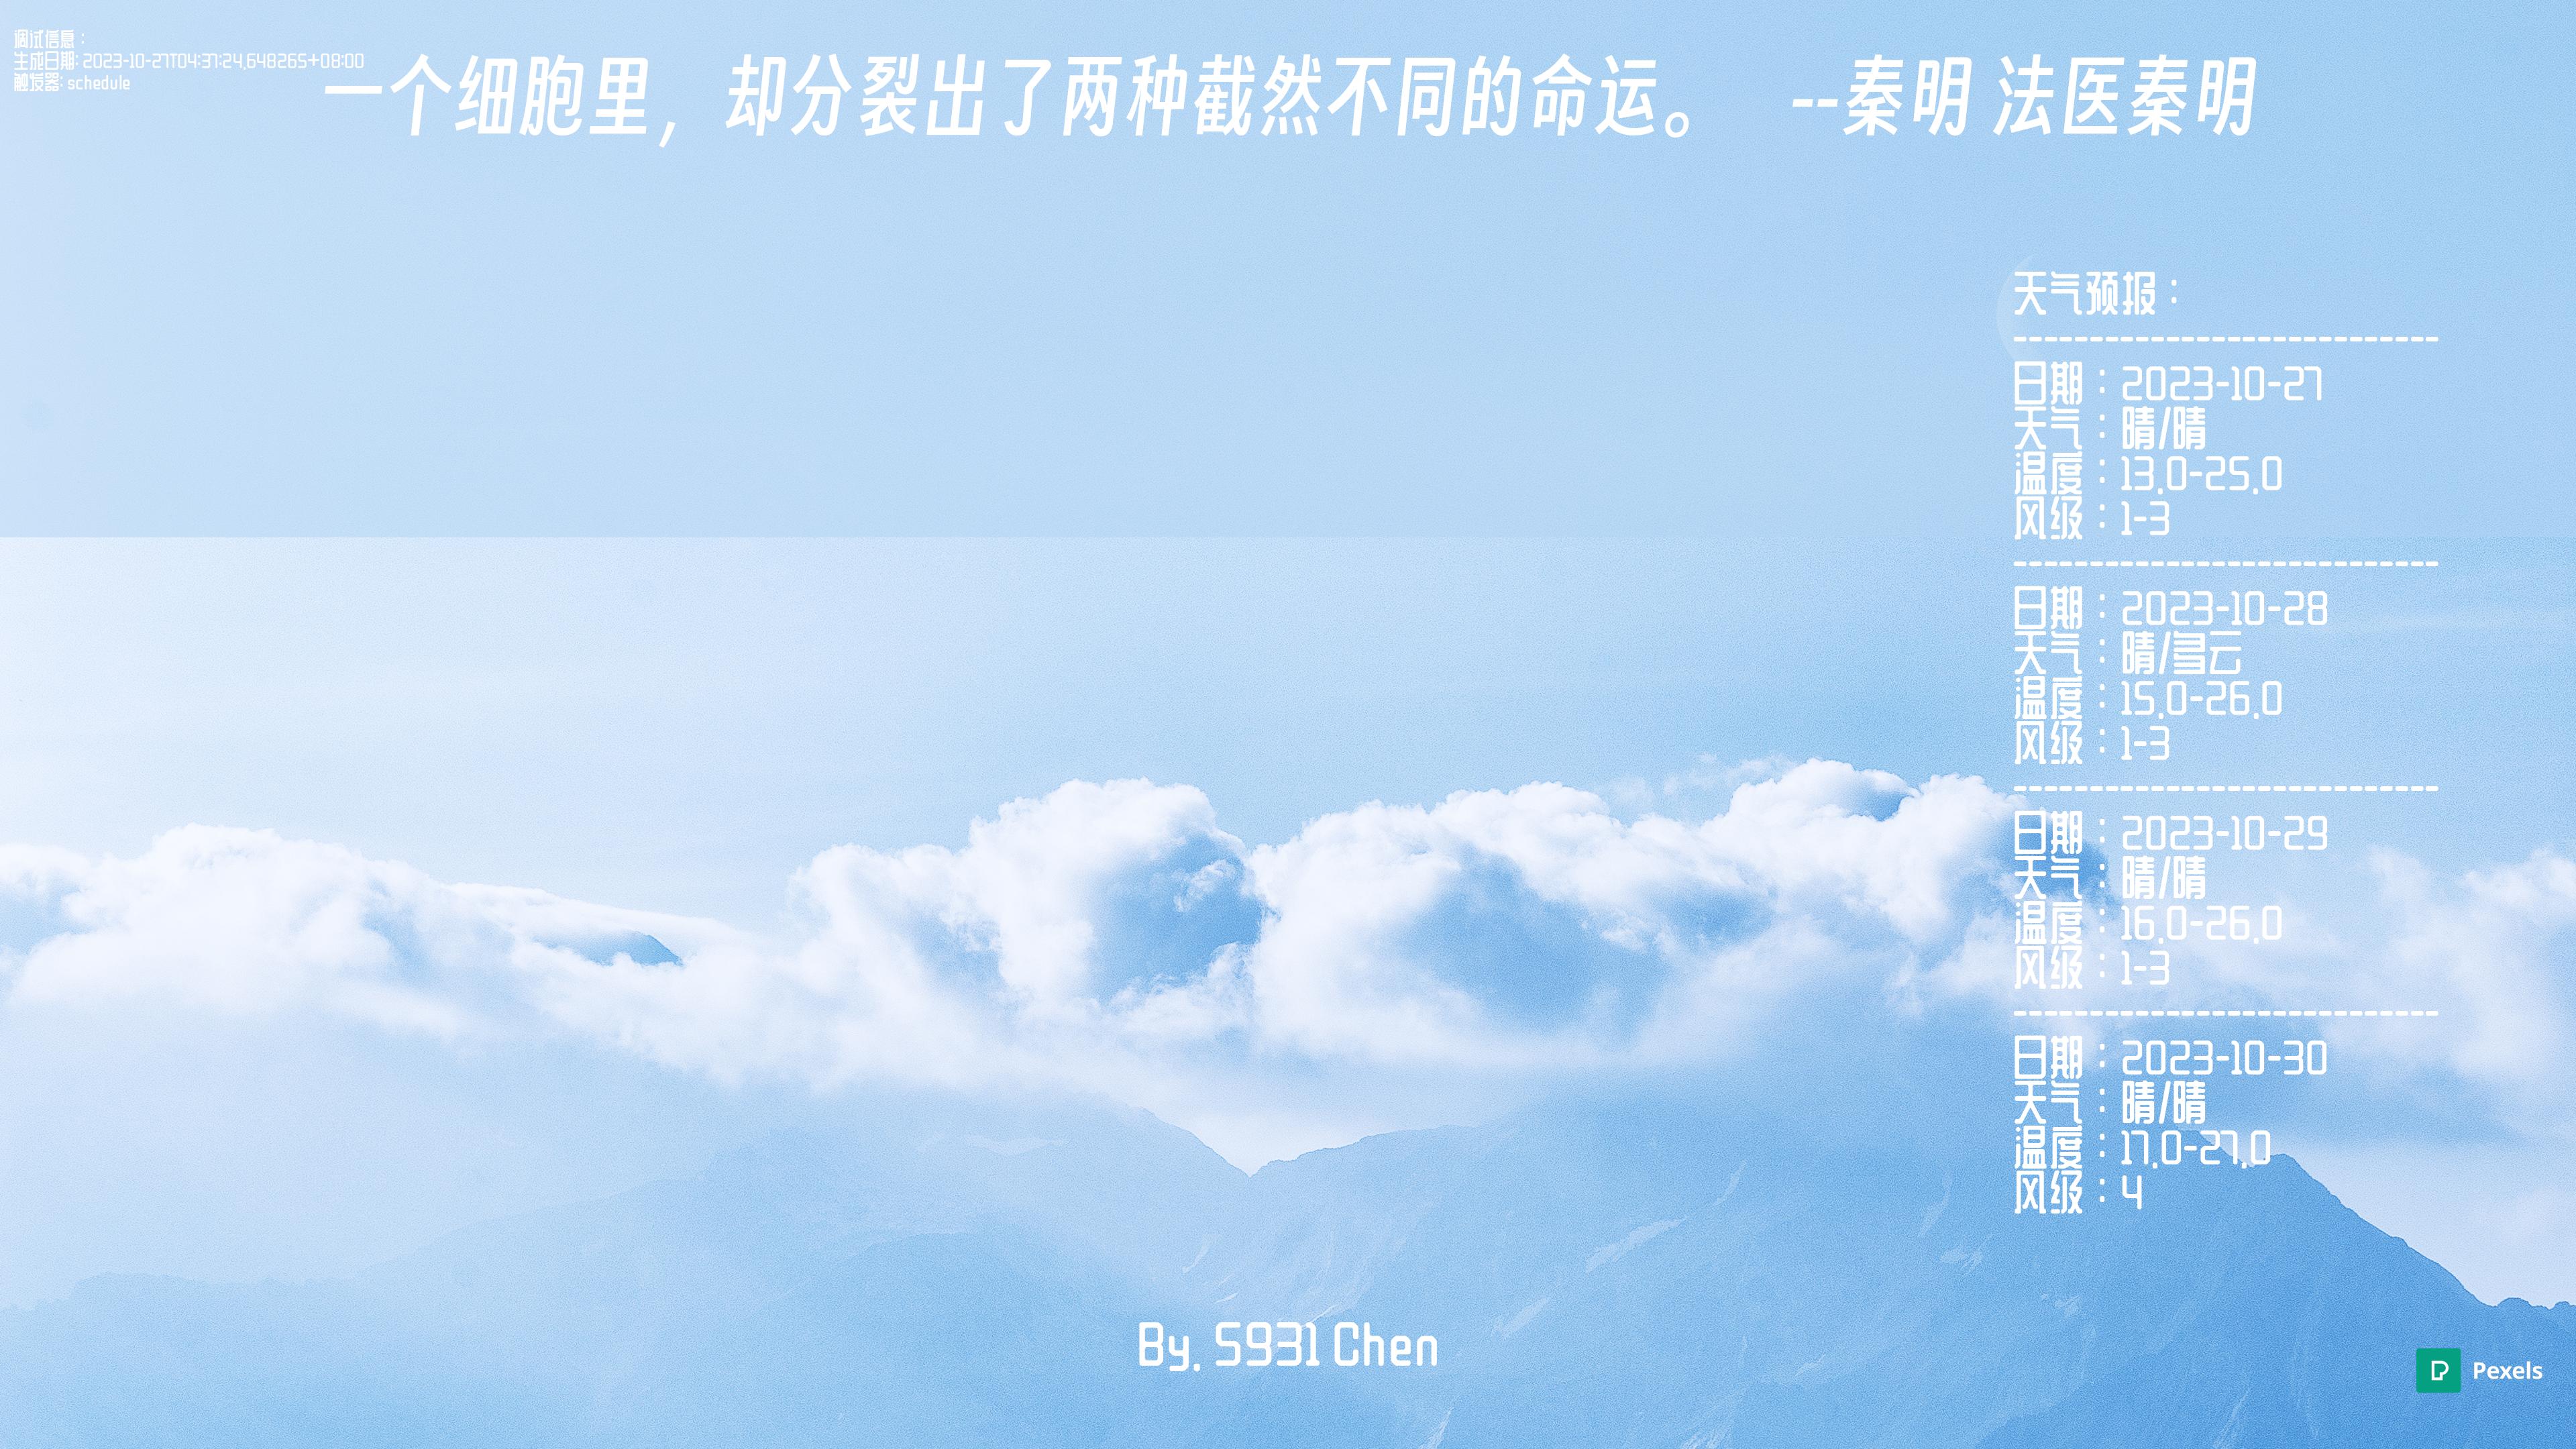 调试信息：
生成日期: 2023-10-27T04:37:24.648265+08:00
触发器: schedule
一个细胞里，却分裂出了两种截然不同的命运。 --秦明 法医秦明
天气预报：
----------------------------
日期：2023-10-27
天气：晴/晴
温度：13.0-25.0
风级：1-3
----------------------------
日期：2023-10-28
天气：晴/多云
温度：15.0-26.0
风级：1-3
----------------------------
日期：2023-10-29
天气：晴/晴
温度：16.0-26.0
风级：1-3
----------------------------
日期：2023-10-30
天气：晴/晴
温度：17.0-27.0
风级：4
By. S931 Chen
Pexels